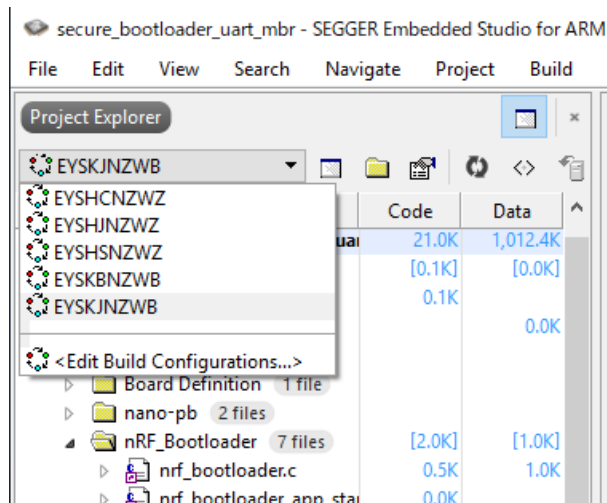 secure_bootloader_uart_mbr - SEGGER Embedded Studio for ARM
File Edit View Search Navigate Project Build
Project Explorer
EYSKJNZWB
EYSHCNZWZ
EYSHJNZWZ
EYSHSNZWZ
EYSKBNZWB
EYSKJNZWB
<Edit Build Configurations...>
Code Data
21.0K 1,012.4K
[0.1K] [0.0K]
0.1K
0.0K
Board Definition 1 file
nano-pb 2 files
nRF_Bootloader 7 files [2.0K] [1.0K]
nrf_bootloader.c 0.5K 1.0K
nrf_bootloader_app_star 0.0K